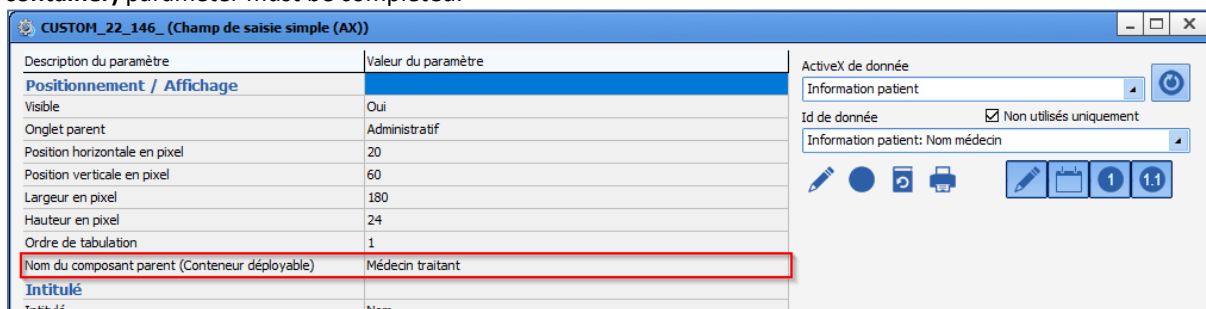 container) parameter must be completed.
CUSTOM_22_146_ (Champ de saisie simple (AX))
Description du paramètre Valeur du paramètre
Positionnement / Affichage
Visible Oui
Onglet parent Administratif
Position horizontale en pixel 20
Position verticale en pixel 60
Largeur en pixel 180
Hauteur en pixel 24
Ordre de tabulation 1
Nom du composant parent (Conteneur déployable) Médecin traitant
Intitulé
ActiveX de donnée
Information patient
Id de donnée Non utilisés uniquement
Information patient: Nom médecin
1 1.1